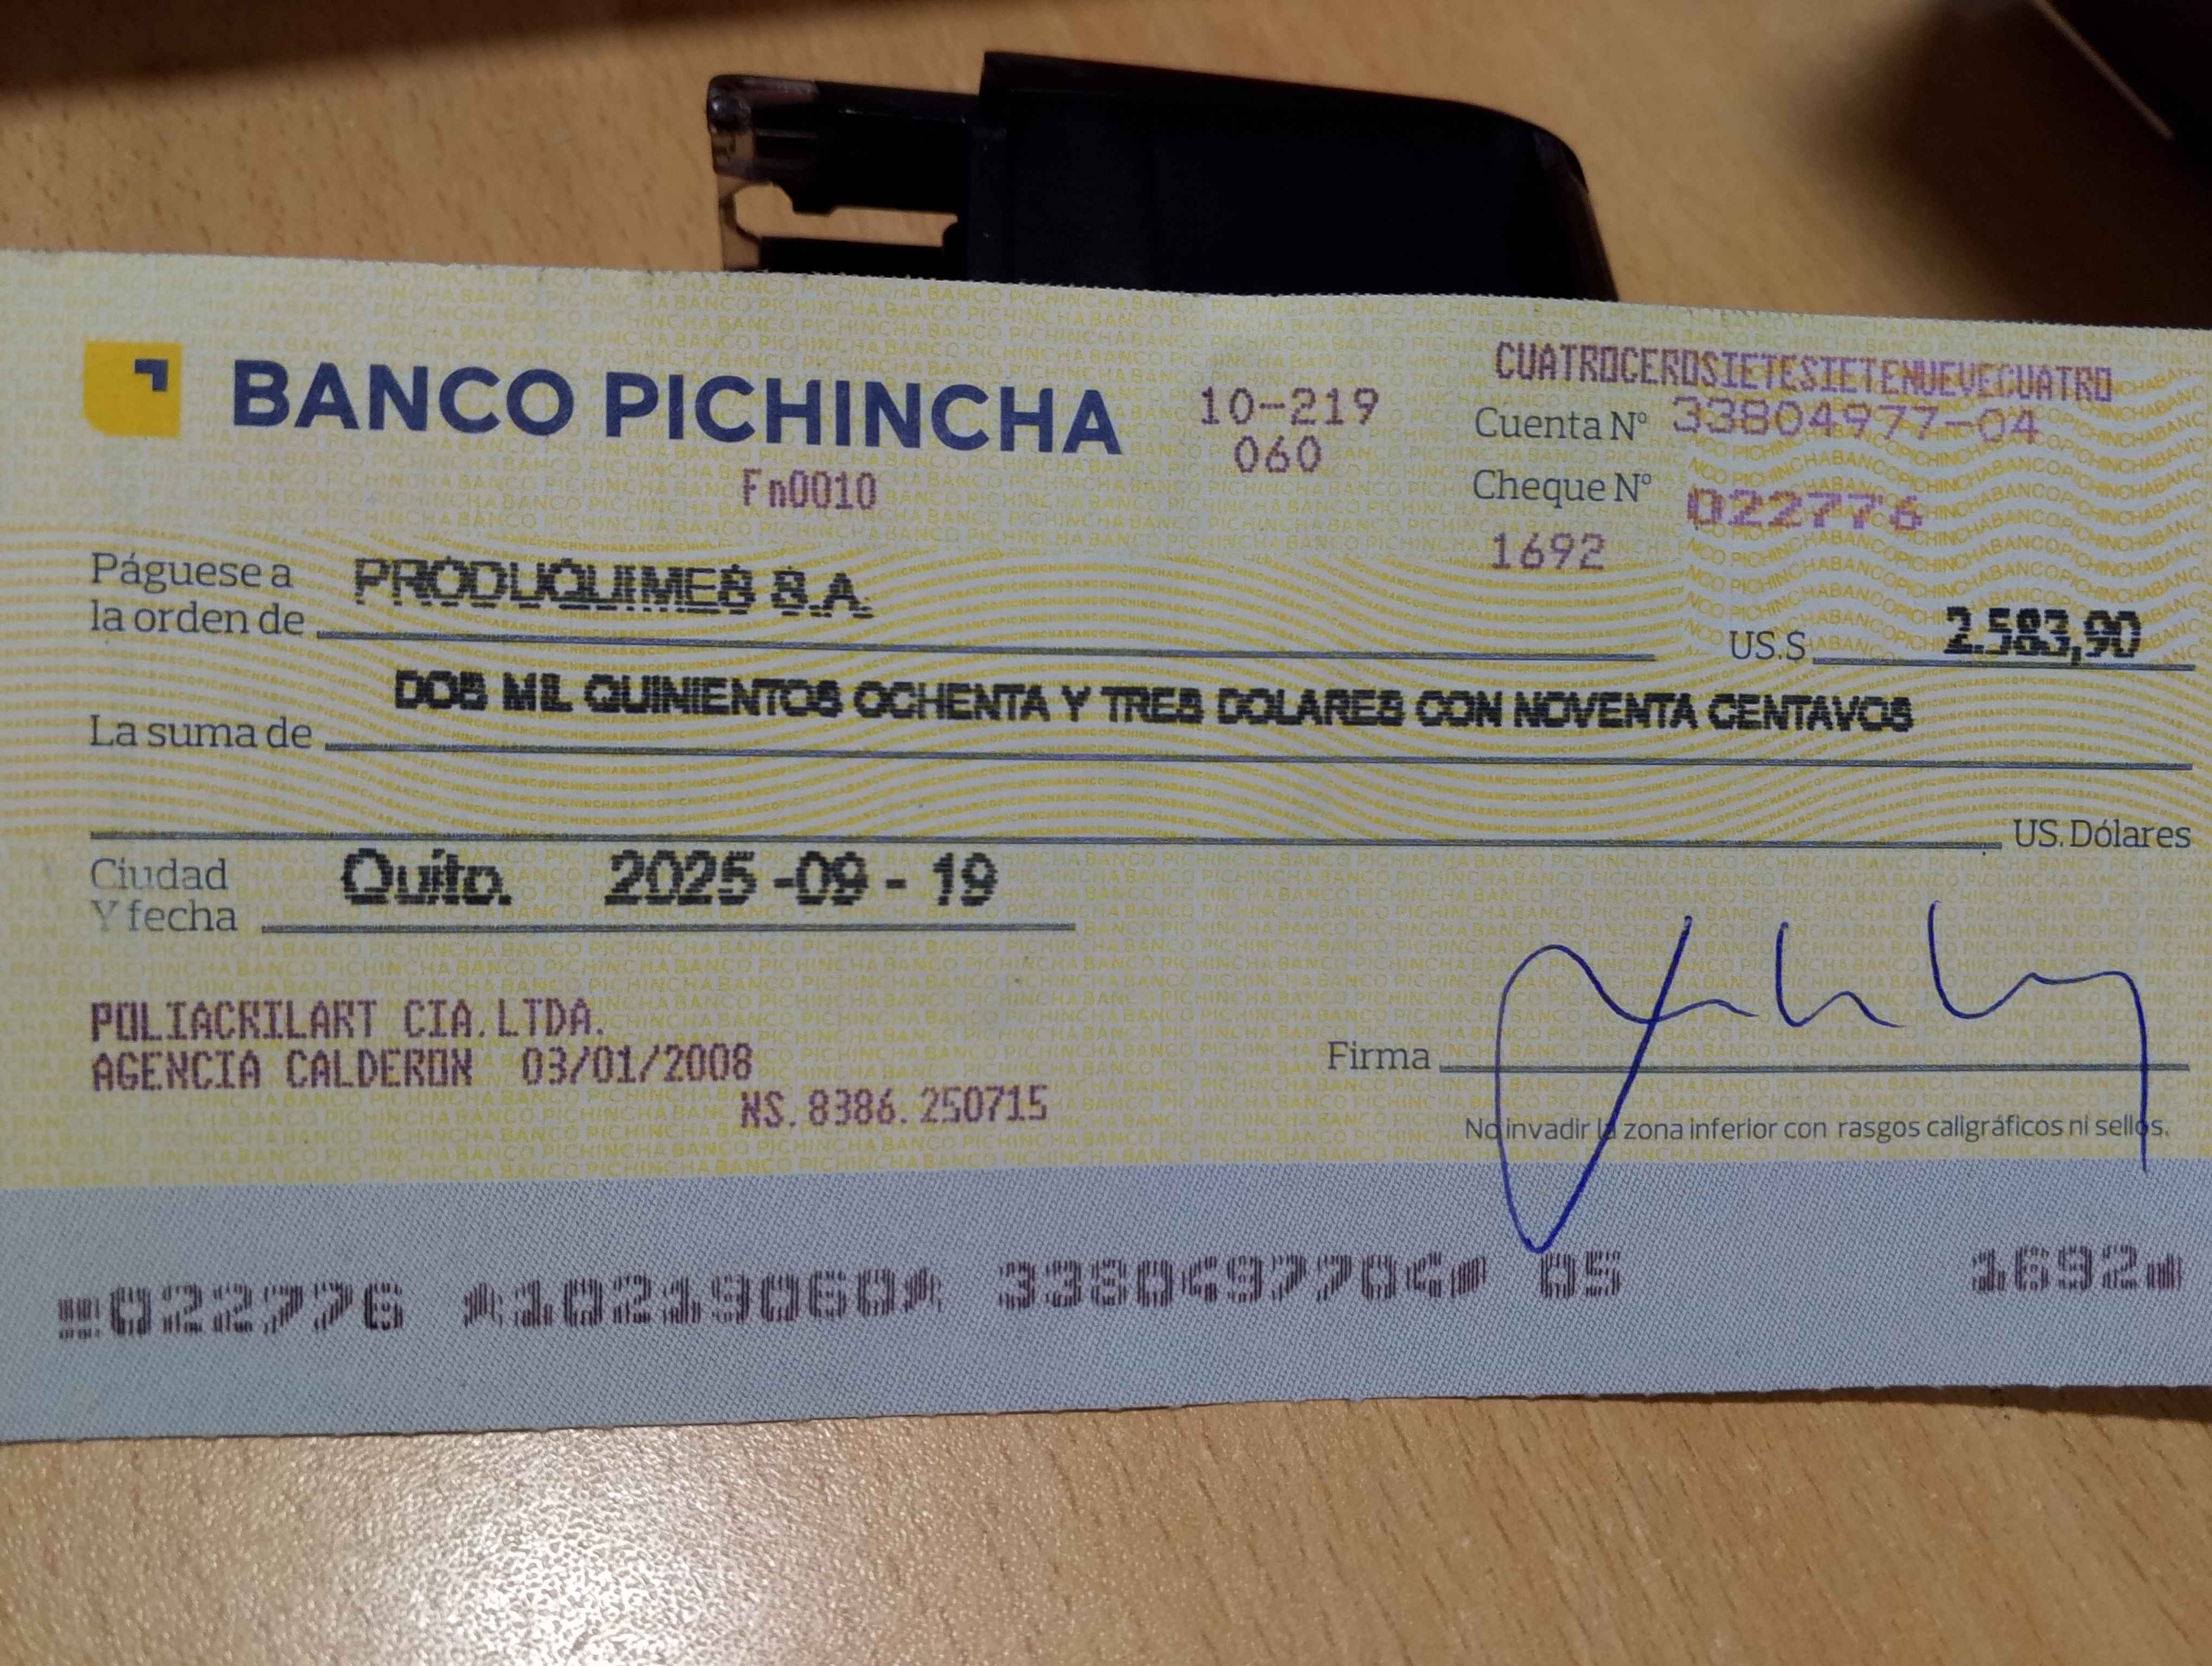 BANCO PICHINCHA
Fn0010
10-219
060
CUATROCEROSIETESIETENUEVECUATRO
Cuenta Nº 33804977-04
Cheque Nº 022776
1692
Páguese a
la orden de PRODUQUIMES S.A.
US.$ 2.583,90
La suma de DOS MIL QUINIENTOS OCHENTA Y TRES DOLARES CON NOVENTA CENTAVOS
US. Dólares
Ciudad
Y fecha Quito. 2025 -09 - 19
POLIACRILART CIA.LTDA.
AGENCIA CALDERON 03/01/2008
NS.8386.250715
Firma
No invadir la zona inferior con rasgos caligráficos ni sellos.
022776 10219060 3380497704 05 1692